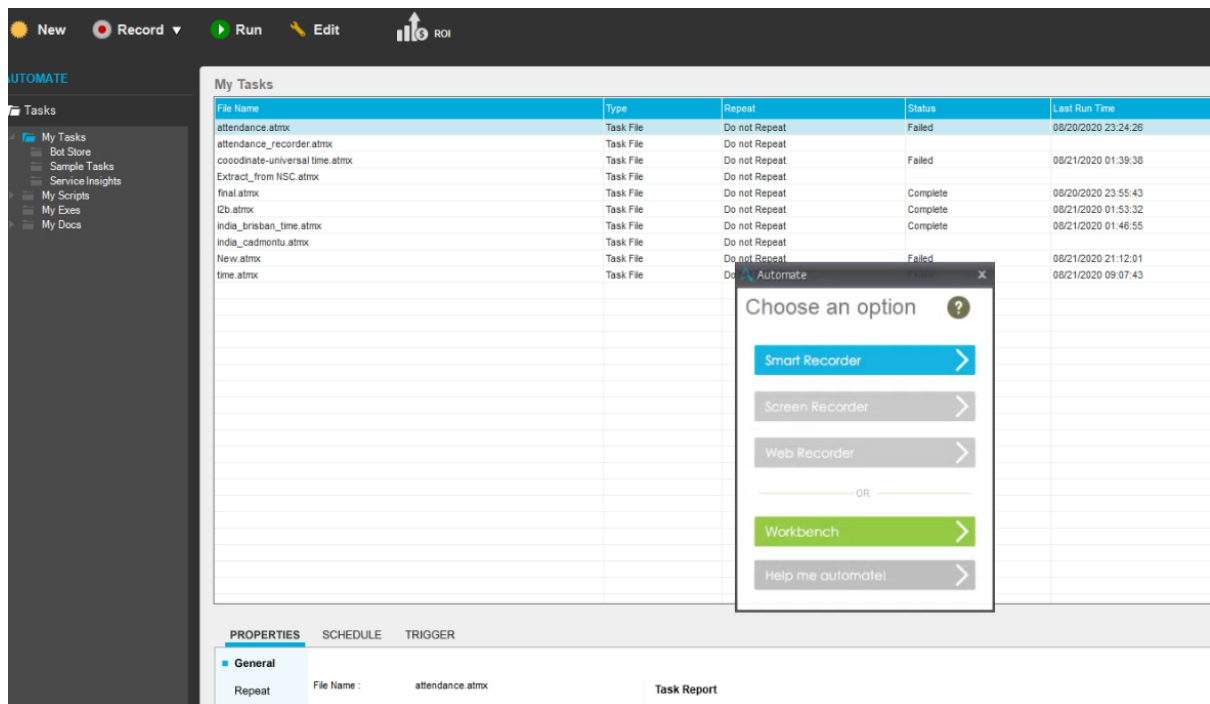 New Record Run Edit ROI
AUTOMATE
Tasks
My Tasks
Bot Store
Sample Tasks
Service Insights
My Scripts
My Exes
My Docs
My Tasks
File Name Type Repeat Status Last Run Time
attendance.atmx Task File Do not Repeat Failed 08/20/2020 23:24:26
attendance_recorder.atmx Task File Do not Repeat
cooodinate-universal time.atmx Task File Do not Repeat Failed 08/21/2020 01:39:38
Extract_from NSC.atmx Task File Do not Repeat
final.atmx Task File Do not Repeat Complete 08/20/2020 23:55:43
l2b.atmx Task File Do not Repeat Complete 08/21/2020 01:53:32
india_brisban_time.atmx Task File Do not Repeat Complete 08/21/2020 01:46:55
india_cadmontu.atmx Task File Do not Repeat
New.atmx Task File Do not Repeat Failed 08/21/2020 21:12:01
time.atmx Task File Do 08/21/2020 09:07:43
Automate x
Choose an option ?
Smart Recorder
Screen Recorder
Web Recorder
OR
Workbench
Help me automate!
PROPERTIES SCHEDULE TRIGGER
General
Repeat
File Name : attendance.atmx
Task Report